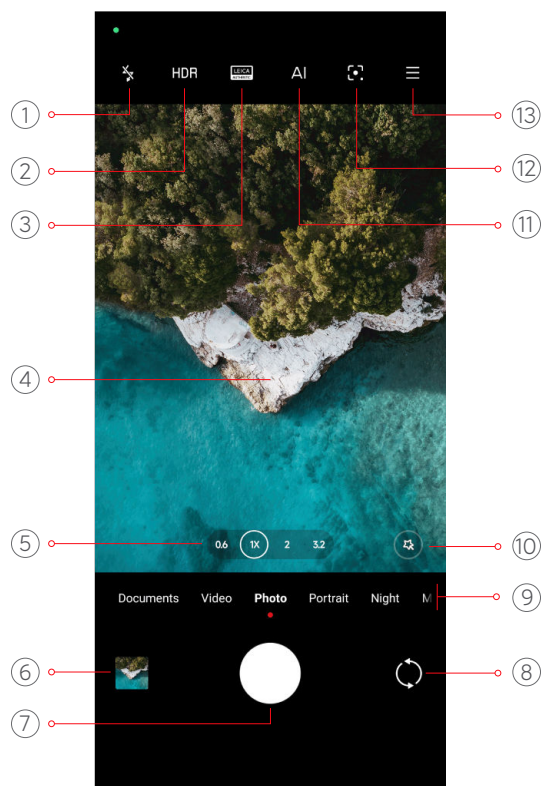 HDR LEICA AUTHENTIC AI
① ⑬
② ⑫
③ ⑪
④
0.6 1X 2 3.2
⑤ ⑩
Documents Video Photo Portrait Night M
⑨
⑥ ⑧
⑦